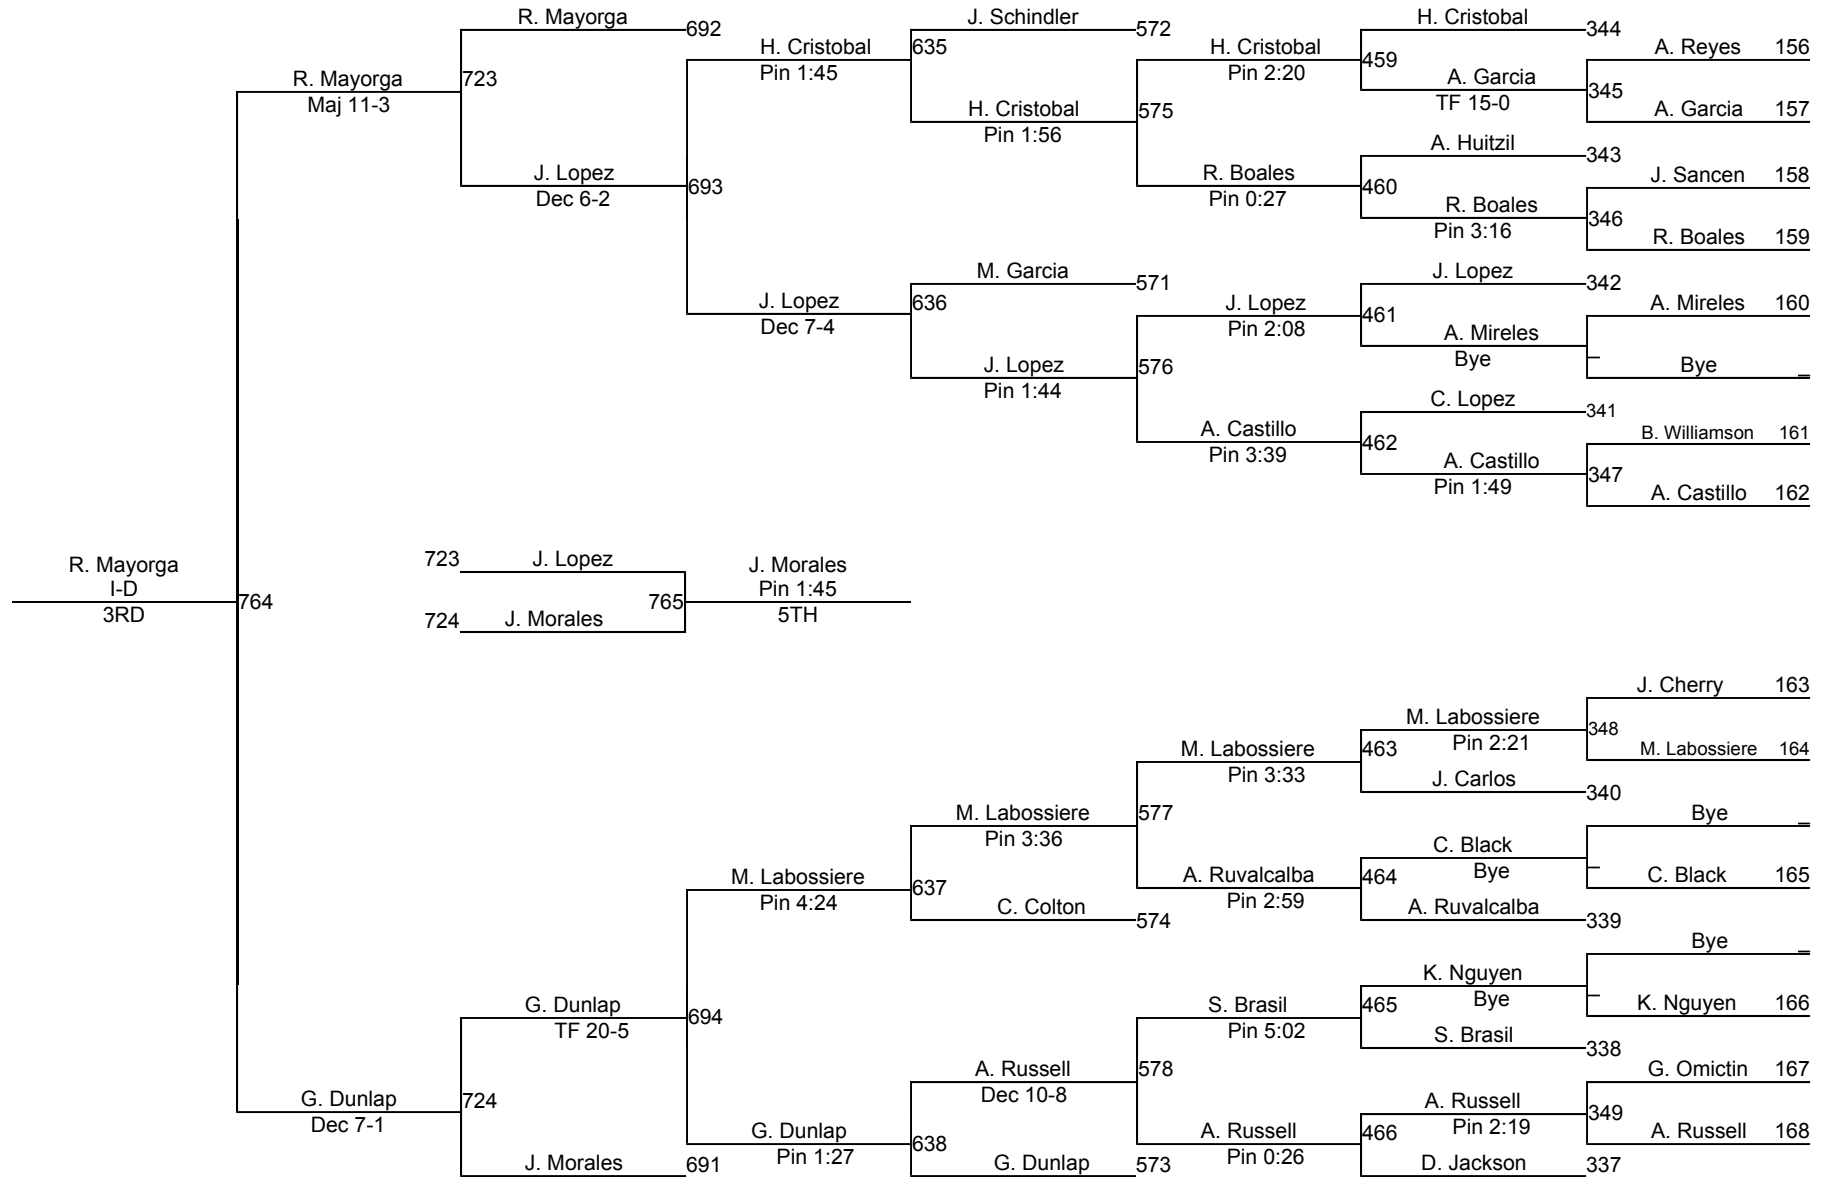 R. Mayorga 692 J. Schindler 572 H. Cristobal 344
H. Cristobal 635 H. Cristobal A. Reyes 156
Pin 1:45 Pin 2:20 459
R. Mayorga 723 A. Garcia 345
Maj 11-3 H. Cristobal 575 TF 15-0 A. Garcia 157
Pin 1:56
A. Huitzil 343
J. Lopez 693 R. Boales 460 J. Sancen 158
Dec 6-2 Pin 0:27 R. Boales 346
Pin 3:16 R. Boales 159
M. Garcia 571 J. Lopez 342
J. Lopez 636 J. Lopez A. Mireles 160
Dec 7-4 Pin 2:08 461
A. Mireles _
J. Lopez 576 Bye Bye _
Pin 1:44
C. Lopez 341
A. Castillo 462 B. Williamson 161
Pin 3:39 A. Castillo 347
Pin 1:49 A. Castillo 162
R. Mayorga 723 J. Lopez J. Morales
I-D 764 765 Pin 1:45
3RD 724 J. Morales 5TH
J. Cherry 163
M. Labossiere 348
M. Labossiere 463 Pin 2:21 M. Labossiere 164
Pin 3:33 J. Carlos 340
M. Labossiere 577 Bye _
Pin 3:36 C. Black _
M. Labossiere 637 A. Ruvalcalba 464 Bye C. Black 165
Pin 4:24 C. Colton 574 Pin 2:59 A. Ruvalcalba 339
Bye _
K. Nguyen _
G. Dunlap 694 S. Brasil 465 Bye K. Nguyen 166
TF 20-5 Pin 5:02 S. Brasil 338
A. Russell 578 G. Omictin 167
Dec 10-8
G. Dunlap 724 A. Russell 349
Dec 7-1 G. Dunlap 638 A. Russell 466 Pin 2:19 A. Russell 168
J. Morales 691 Pin 1:27 G. Dunlap 573 Pin 0:26 D. Jackson 337